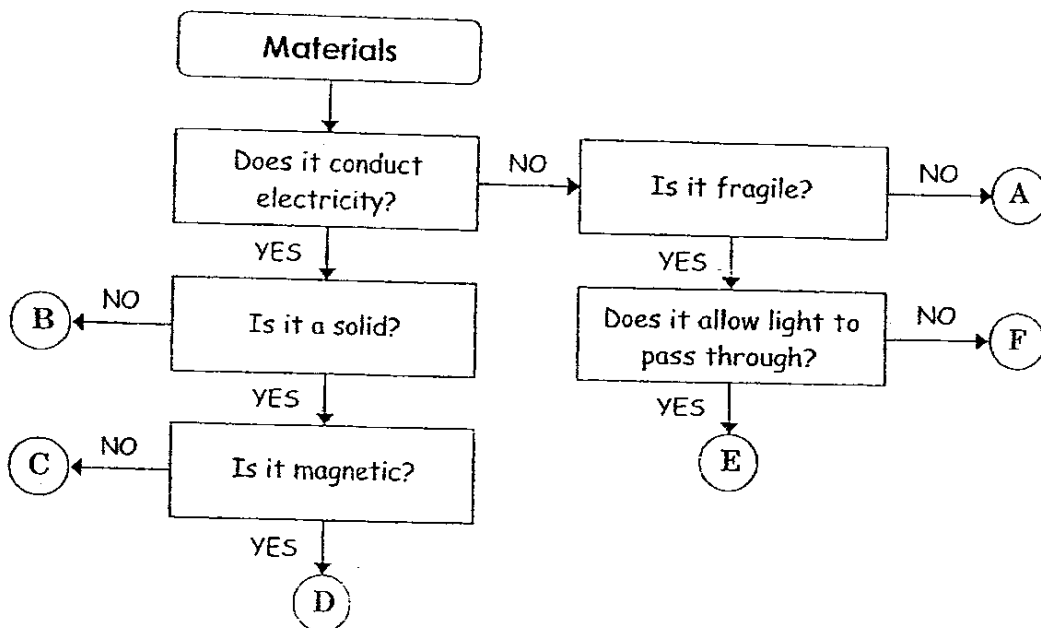 Materials
Does it conduct
electricity?
NO
Is it fragile?
NO
A
YES
YES
B
NO
Is it a solid?
Does it allow light to
pass through?
NO
F
YES
YES
C
NO
Is it magnetic?
E
YES
D